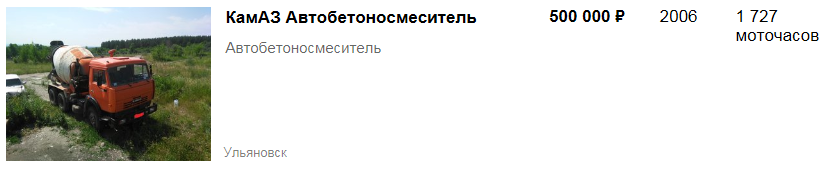 КамАЗ Автобетоносмеситель
500 000 ₽
2006
1 727
моточасов
Автобетоносмеситель
Ульяновск